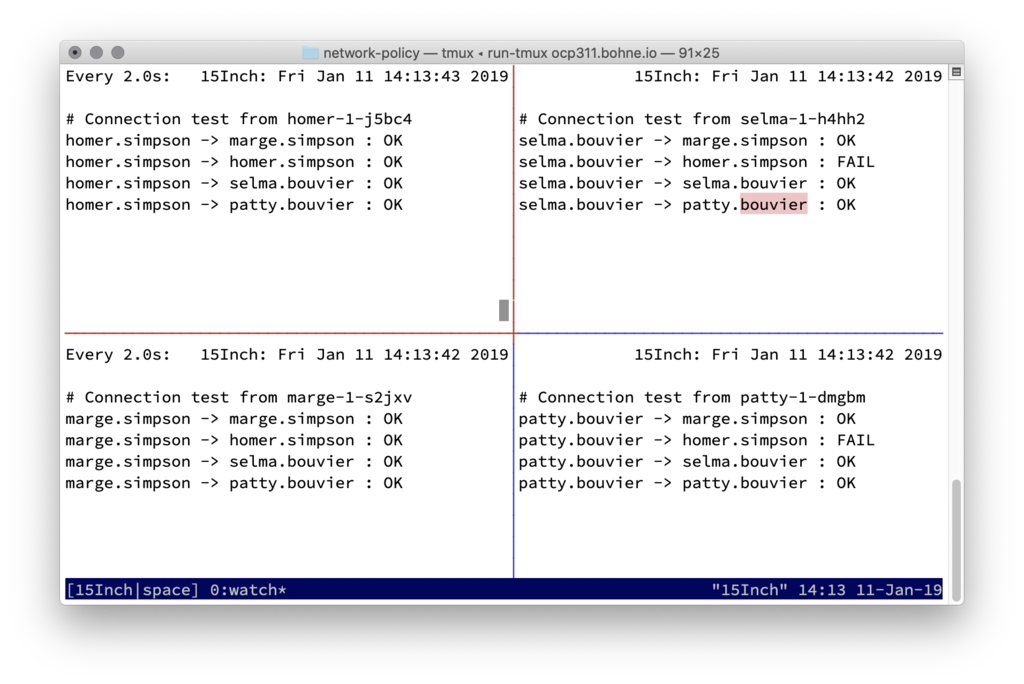 network-policy — tmux ◂ run-tmux ocp311.bohne.io — 91×25
Every 2.0s:   15Inch: Fri Jan 11 14:13:43 2019
# Connection test from homer-1-j5bc4
homer.simpson -> marge.simpson : OK
homer.simpson -> homer.simpson : OK
homer.simpson -> selma.bouvier : OK
homer.simpson -> patty.bouvier : OK
15Inch: Fri Jan 11 14:13:42 2019
# Connection test from selma-1-h4hh2
selma.bouvier -> marge.simpson : OK
selma.bouvier -> homer.simpson : FAIL
selma.bouvier -> selma.bouvier : OK
selma.bouvier -> patty.bouvier : OK
Every 2.0s:   15Inch: Fri Jan 11 14:13:42 2019
# Connection test from marge-1-s2jxv
marge.simpson -> marge.simpson : OK
marge.simpson -> homer.simpson : OK
marge.simpson -> selma.bouvier : OK
marge.simpson -> patty.bouvier : OK
15Inch: Fri Jan 11 14:13:42 2019
# Connection test from patty-1-dmgbm
patty.bouvier -> marge.simpson : OK
patty.bouvier -> homer.simpson : FAIL
patty.bouvier -> selma.bouvier : OK
patty.bouvier -> patty.bouvier : OK
[15Inch|space] 0:watch*   "15Inch" 14:13 11-Jan-19